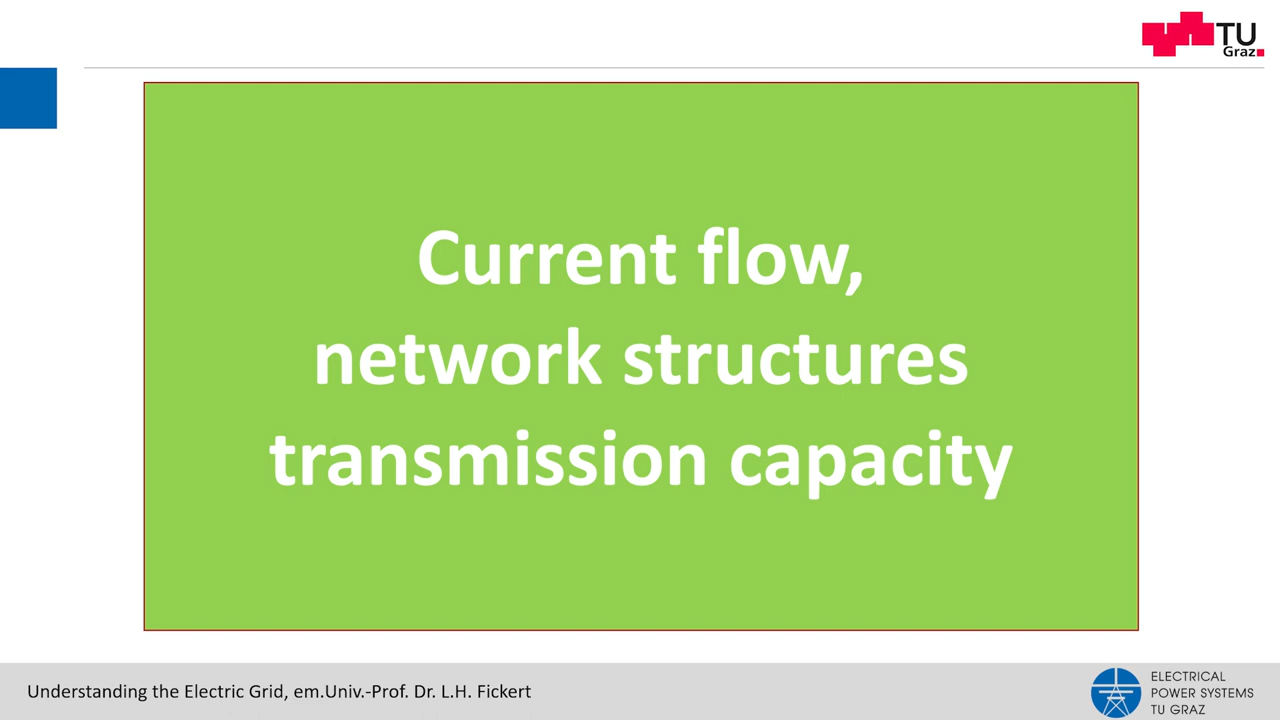 TU
Graz
Current flow,
network structures
transmission capacity
Understanding the Electric Grid, em.Univ.-Prof. Dr. L.H. Fickert
ELECTRICAL
POWER SYSTEMS
TU GRAZ